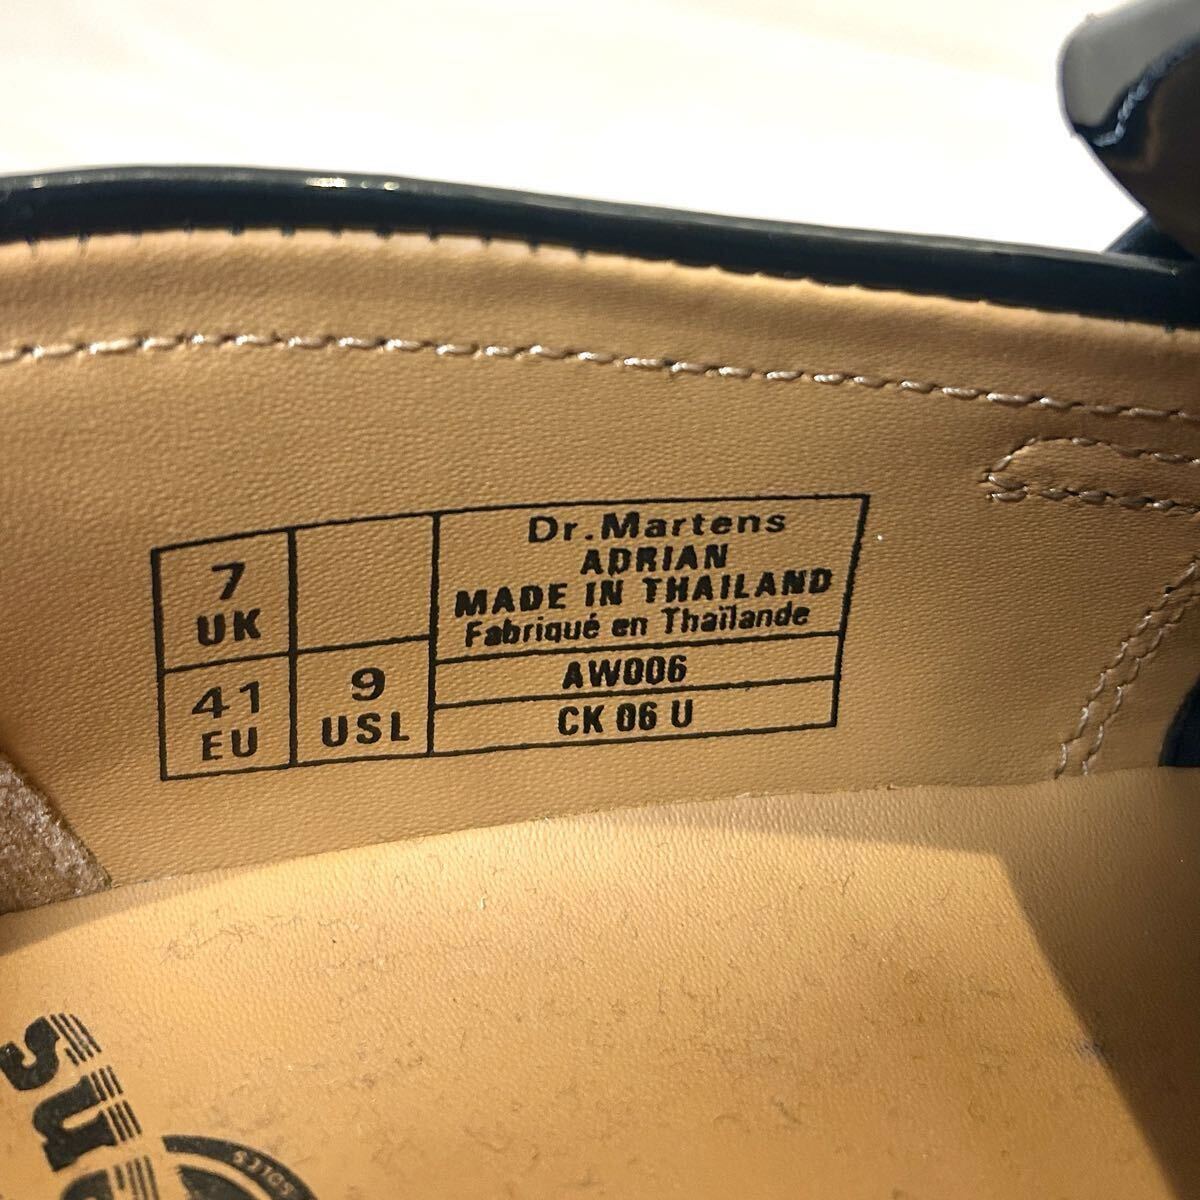 7
UK
41
EU
9
USL
Dr.Martens
ADRIAN
MADE IN THAILAND
Fabriqué en Thaïlande
AW006
CK 06 U